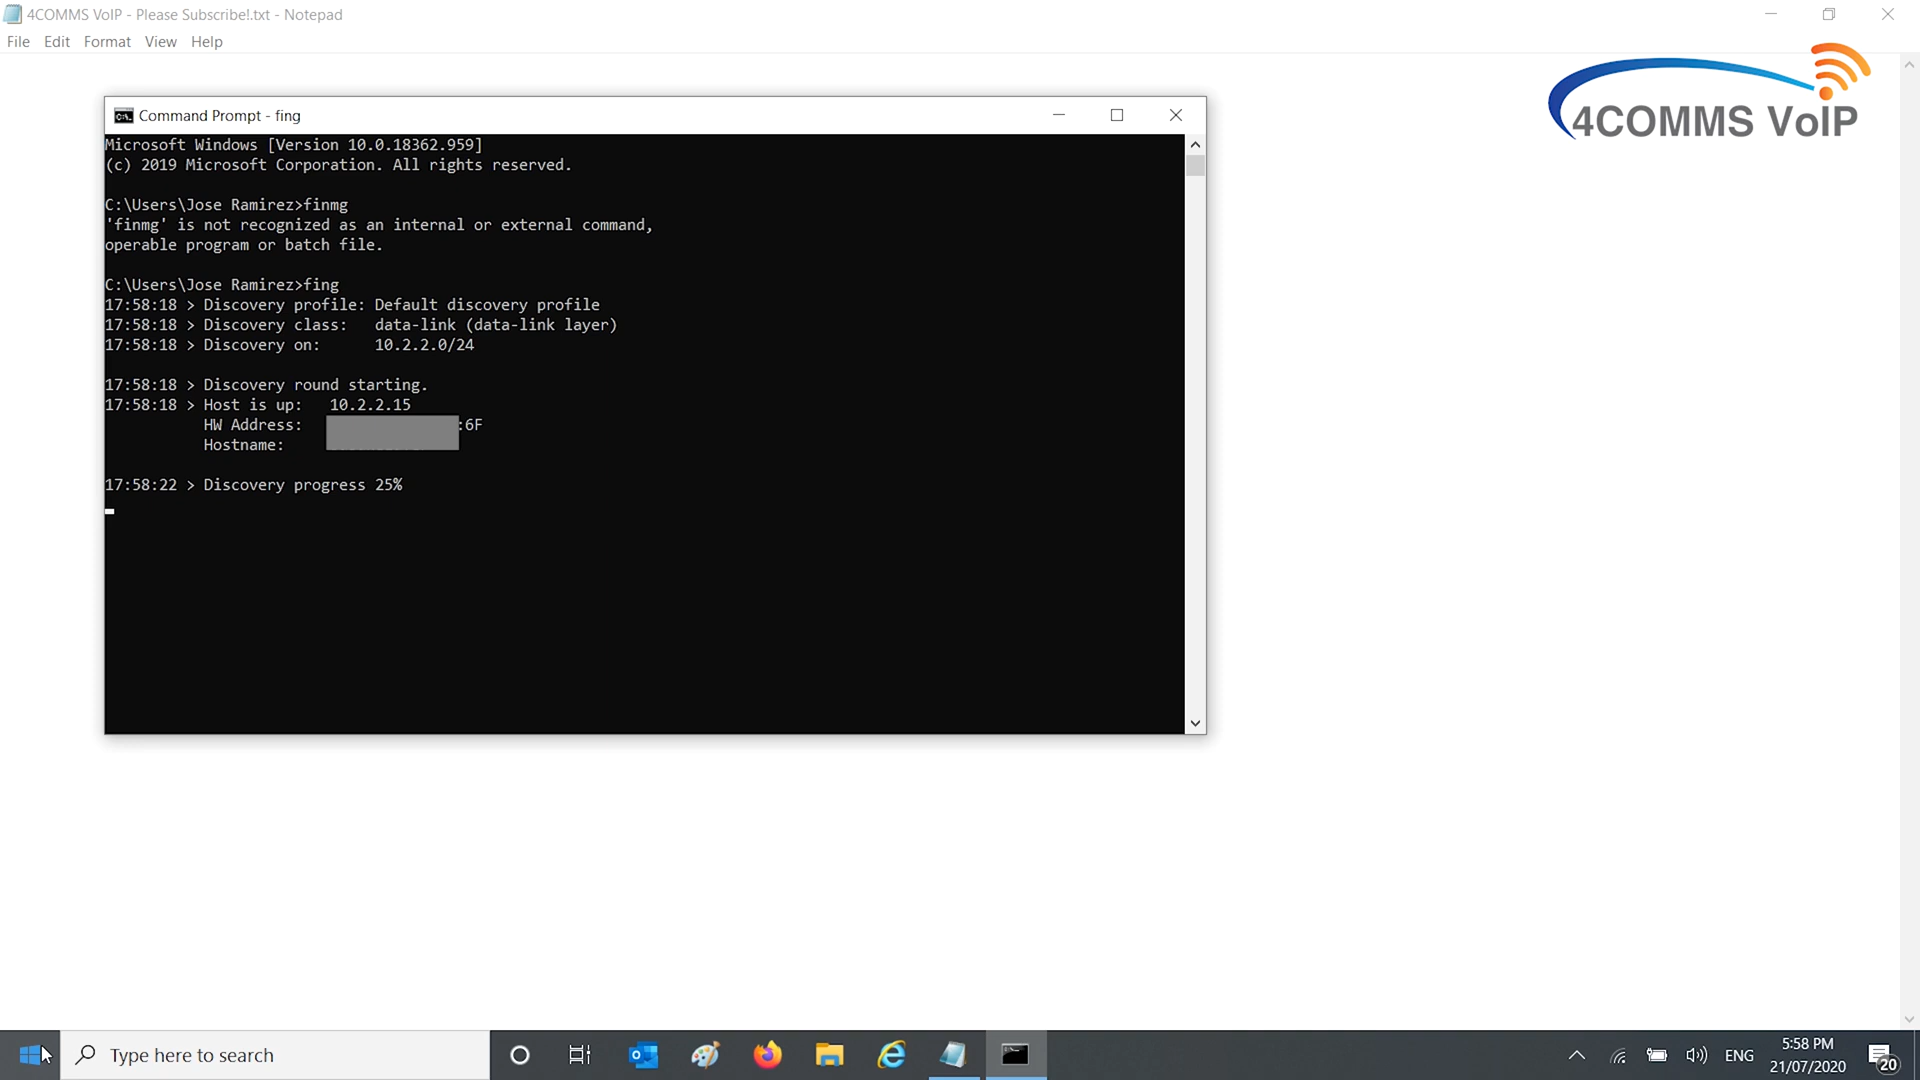 4COMMS VoIP - Please Subscribe!.txt - Notepad
File Edit Format View Help
4COMMS VoIP
Command Prompt - fing
Microsoft Windows [Version 10.0.18362.959]
(c) 2019 Microsoft Corporation. All rights reserved.
C:\Users\Jose Ramirez>finmg
'finmg' is not recognized as an internal or external command,
operable program or batch file.
C:\Users\Jose Ramirez>fing
17:58:18 > Discovery profile: Default discovery profile
17:58:18 > Discovery class:   data-link (data-link layer)
17:58:18 > Discovery on:      10.2.2.0/24
17:58:18 > Discovery round starting.
17:58:18 > Host is up:   10.2.2.15
HW Address: :6F
Hostname:
17:58:22 > Discovery progress 25%
Type here to search
ENG
5:58 PM
21/07/2020
20